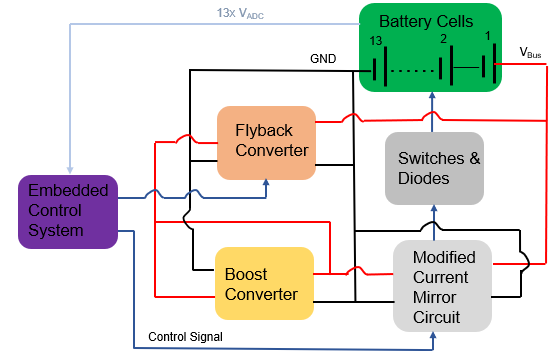 13x VADC
Battery Cells
13
2
1
GND
VBus
Flyback
Converter
Switches &
Diodes
Embedded
Control
System
Boost
Converter
Modified
Current
Mirror
Circuit
Control Signal